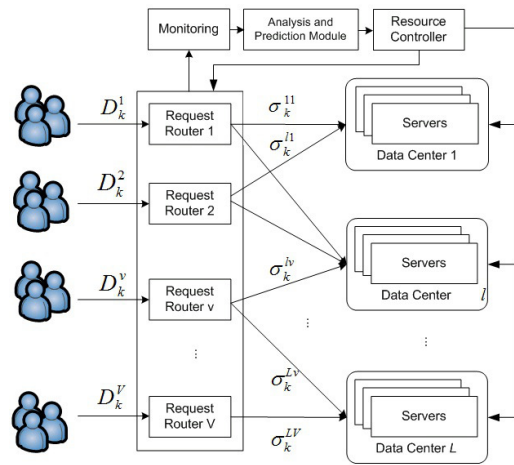 Monitoring
Analysis and
Prediction Module
Resource
Controller
D_k^1
Request
Router 1
σ_k^{11}
Servers
Data Center 1
σ_k^{l1}
D_k^2
Request
Router 2
D_k^v
Request
Router v
σ_k^{lv}
Servers
Data Center l
⋮
⋮
⋮
σ_k^{Lv}
D_k^V
Request
Router V
σ_k^{LV}
Servers
Data Center L